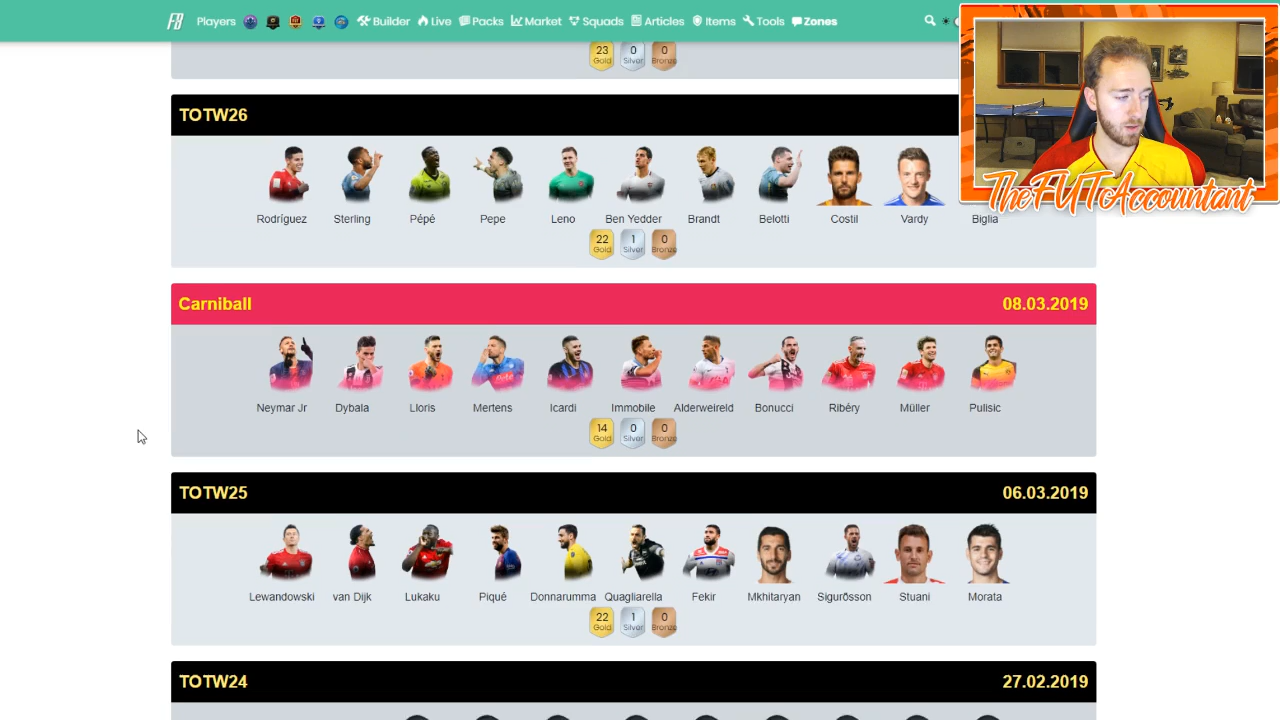 FB Players Builder Live Packs Market Squads Articles Items Tools Zones
23 0 0
Gold Silver Bronze
TOTW26
Rodríguez Sterling Pépé Pepe Leno Ben Yedder Brandt Belotti Costil Vardy Biglia
22 1 0
Gold Silver Bronze
Carniball 08.03.2019
Neymar Jr Dybala Lloris Mertens Icardi Immobile Alderweireld Bonucci Ribéry Müller Pulisic
14 0 0
Gold Silver Bronze
TOTW25 06.03.2019
Lewandowski van Dijk Lukaku Piqué Donnarumma Quagliarella Fekir Mkhitaryan Sigurðsson Stuani Morata
22 1 0
Gold Silver Bronze
TOTW24 27.02.2019
TheFUTAccountant